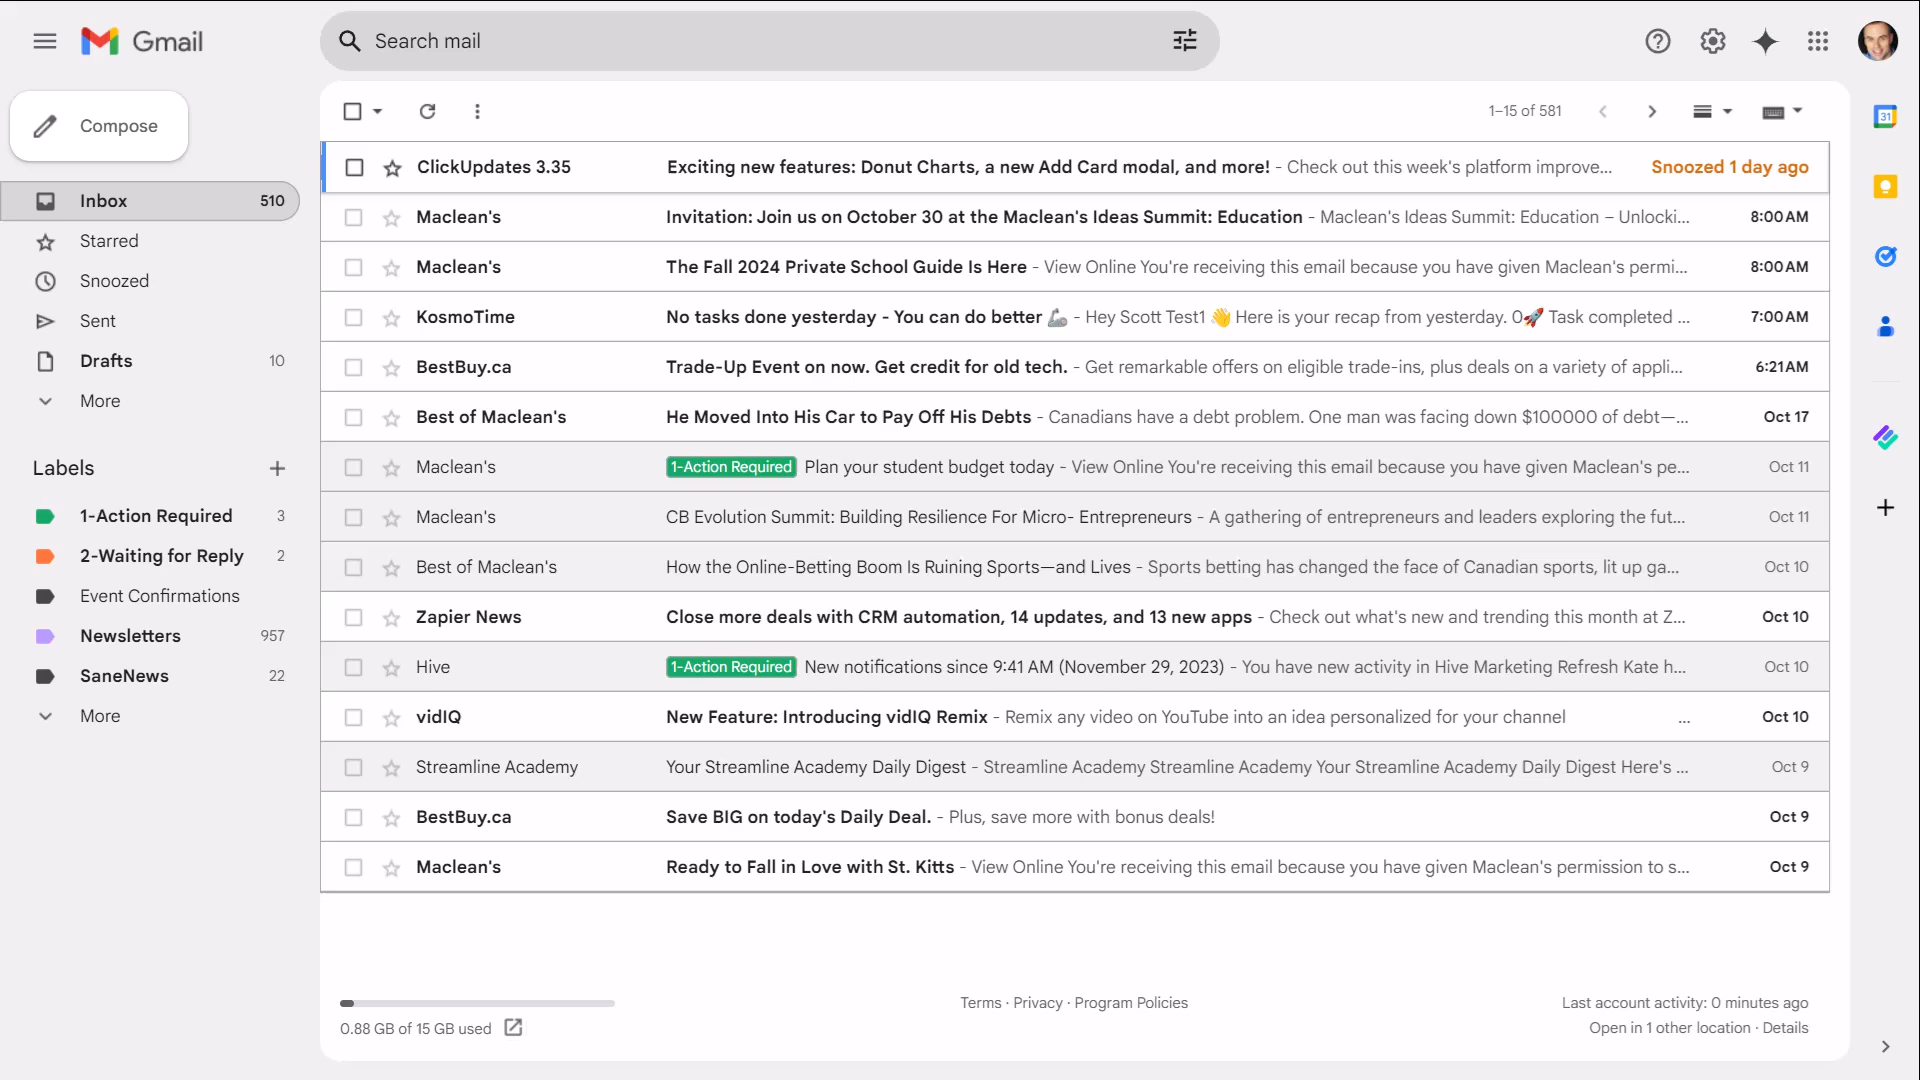 Gmail
Search mail
Compose
1–15 of 581
Inbox 510
Starred
Snoozed
Sent
Drafts 10
More
Labels
1-Action Required 3
2-Waiting for Reply 2
Event Confirmations
Newsletters 957
SaneNews 22
More
ClickUpdates 3.35 Exciting new features: Donut Charts, a new Add Card modal, and more! - Check out this week's platform improve... Snoozed 1 day ago
Maclean's Invitation: Join us on October 30 at the Maclean's Ideas Summit: Education - Maclean's Ideas Summit: Education – Unlocki... 8:00 AM
Maclean's The Fall 2024 Private School Guide Is Here - View Online You're receiving this email because you have given Maclean's permi... 8:00 AM
KosmoTime No tasks done yesterday - You can do better 🦾 - Hey Scott Test1 👋 Here is your recap from yesterday. 0🚀 Task completed ... 7:00 AM
BestBuy.ca Trade-Up Event on now. Get credit for old tech. - Get remarkable offers on eligible trade-ins, plus deals on a variety of appli... 6:21 AM
Best of Maclean's He Moved Into His Car to Pay Off His Debts - Canadians have a debt problem. One man was facing down $100000 of debt—... Oct 17
Maclean's 1-Action Required Plan your student budget today - View Online You're receiving this email because you have given Maclean's pe... Oct 11
Maclean's CB Evolution Summit: Building Resilience For Micro- Entrepreneurs - A gathering of entrepreneurs and leaders exploring the fut... Oct 11
Best of Maclean's How the Online-Betting Boom Is Ruining Sports—and Lives - Sports betting has changed the face of Canadian sports, lit up ga... Oct 10
Zapier News Close more deals with CRM automation, 14 updates, and 13 new apps - Check out what's new and trending this month at Z... Oct 10
Hive 1-Action Required New notifications since 9:41 AM (November 29, 2023) - You have new activity in Hive Marketing Refresh Kate h... Oct 10
vidIQ New Feature: Introducing vidIQ Remix - Remix any video on YouTube into an idea personalized for your channel ... Oct 10
Streamline Academy Your Streamline Academy Daily Digest - Streamline Academy Streamline Academy Your Streamline Academy Daily Digest Here's ... Oct 9
BestBuy.ca Save BIG on today's Daily Deal. - Plus, save more with bonus deals! Oct 9
Maclean's Ready to Fall in Love with St. Kitts - View Online You're receiving this email because you have given Maclean's permission to s... Oct 9
0.88 GB of 15 GB used
Terms · Privacy · Program Policies
Last account activity: 0 minutes ago
Open in 1 other location · Details
31